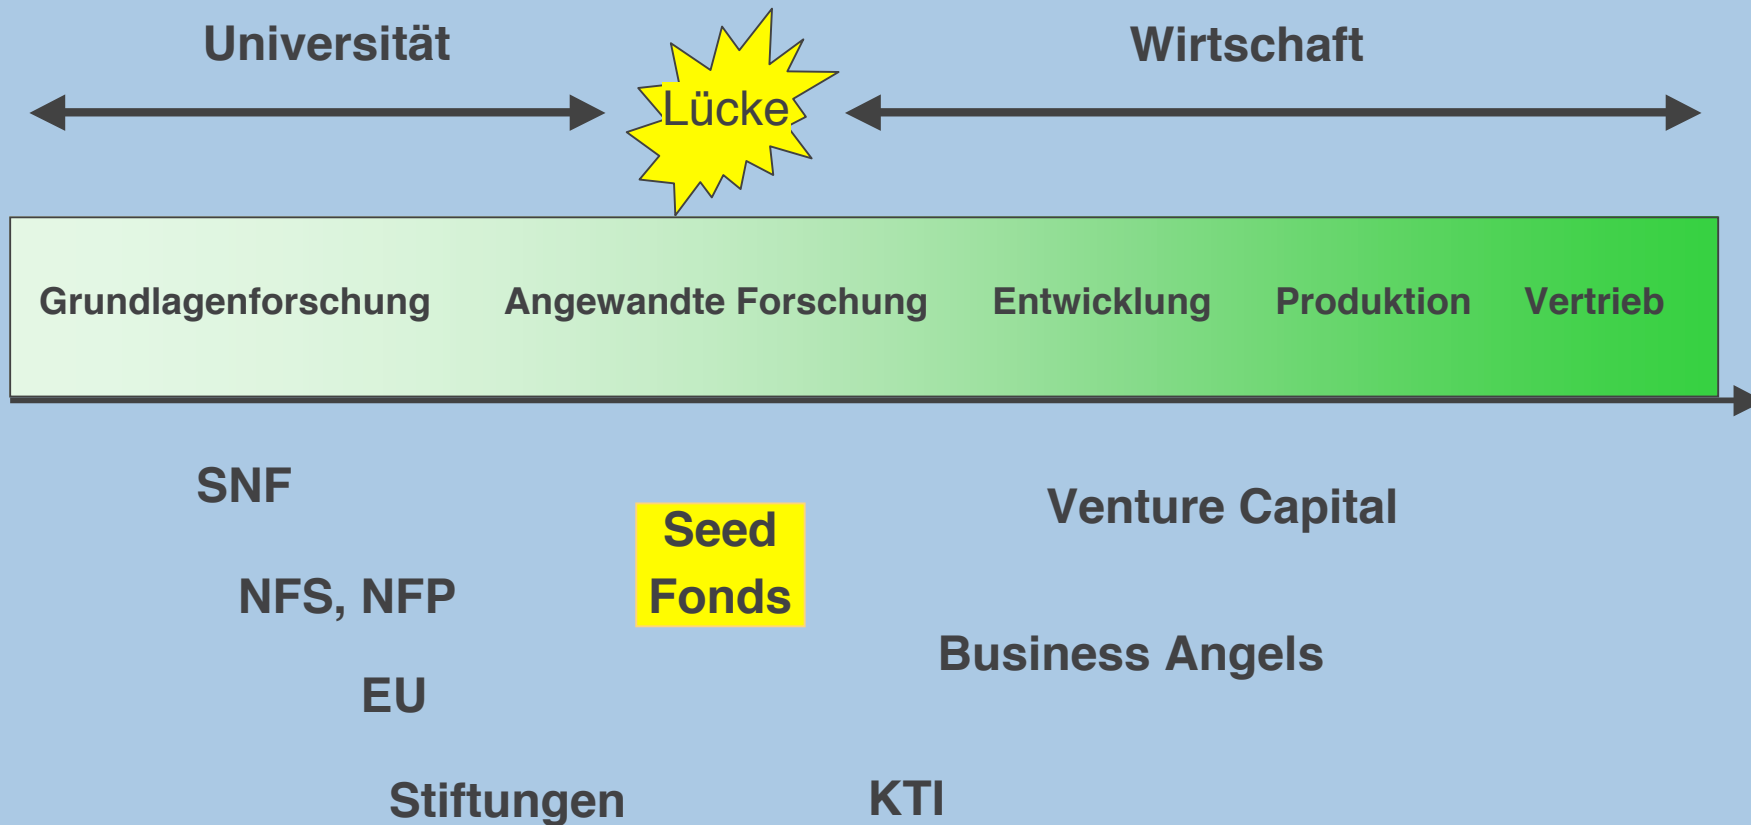 Universität
Lücke
Wirtschaft
Grundlagenforschung Angewandte Forschung Entwicklung Produktion Vertrieb
SNF
Venture Capital
Seed
Fonds
NFS, NFP
Business Angels
EU
Stiftungen
KTI